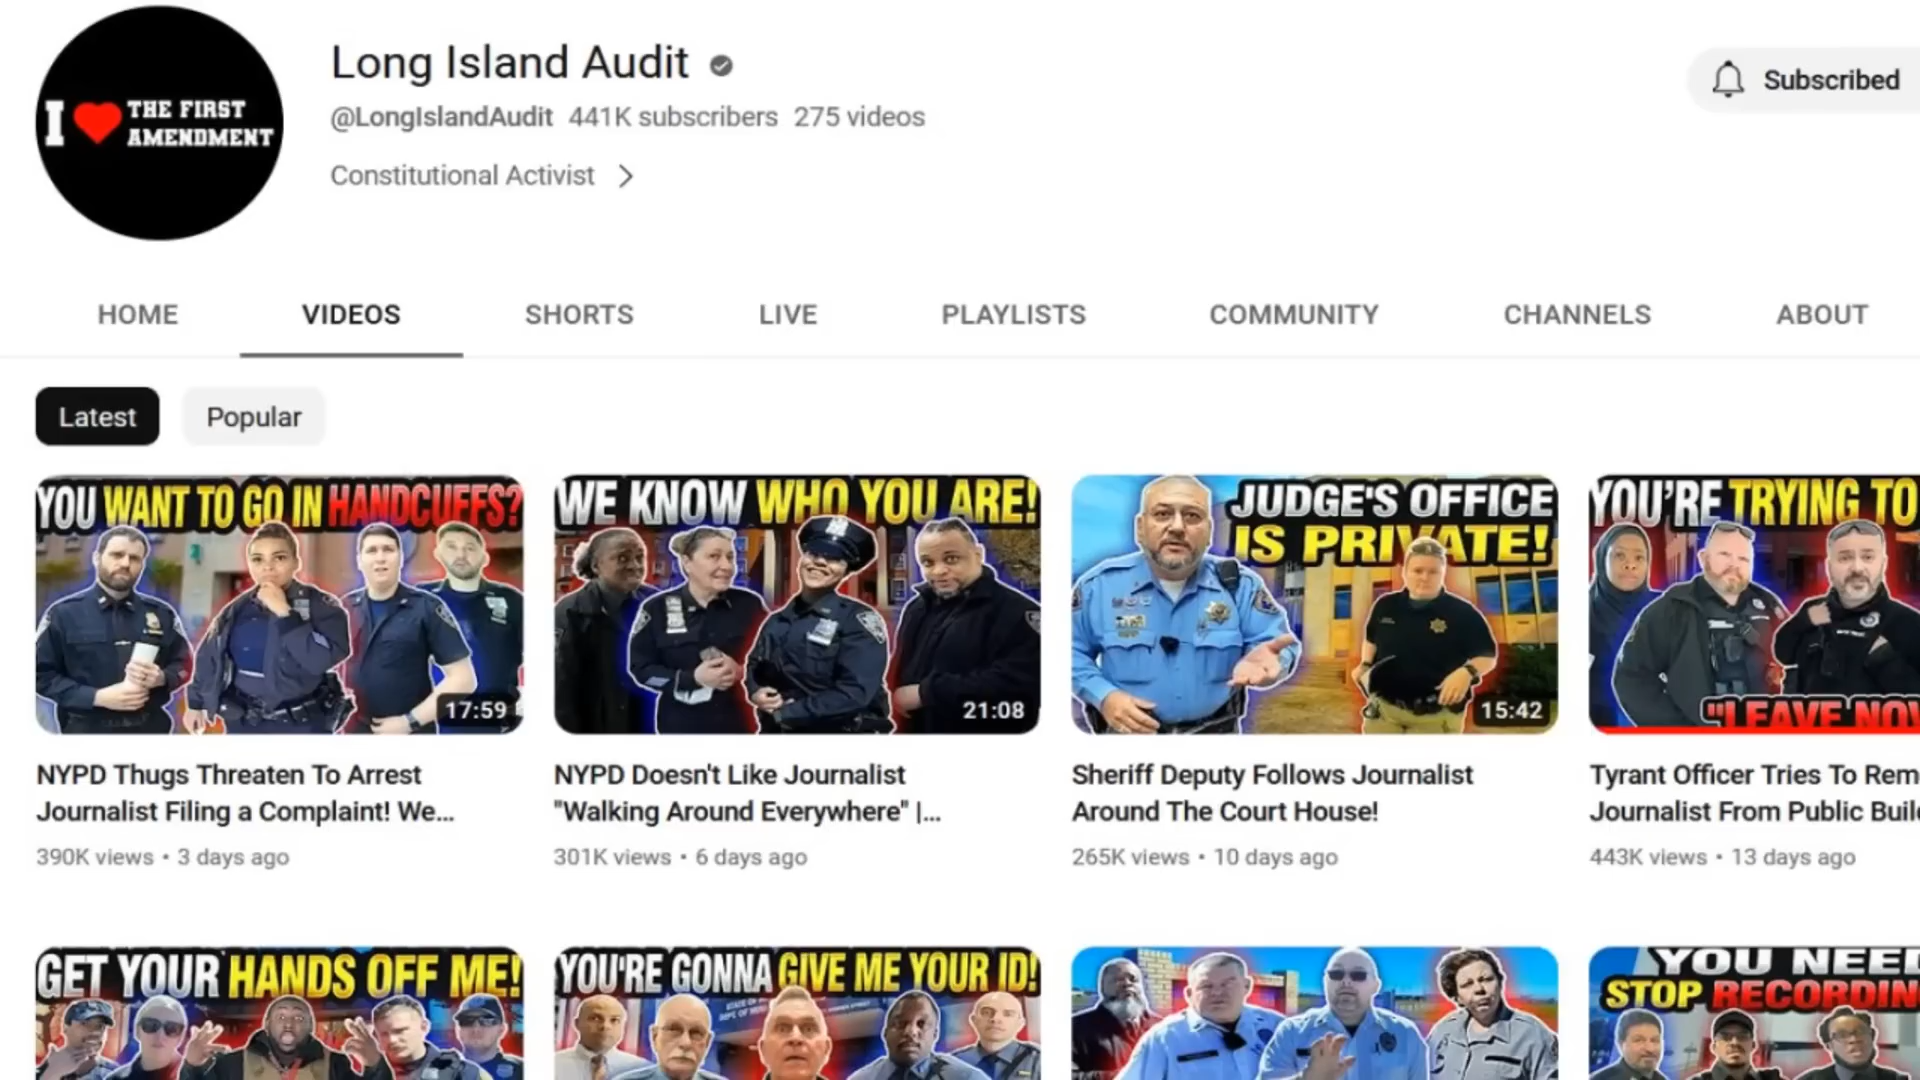 I THE FIRST
AMENDMENT
Long Island Audit
@LongIslandAudit 441K subscribers 275 videos
Constitutional Activist
Subscribed
HOME VIDEOS SHORTS LIVE PLAYLISTS COMMUNITY CHANNELS ABOUT
Latest Popular
YOU WANT TO GO IN HANDCUFFS?
17:59
WE KNOW WHO YOU ARE!
21:08
JUDGE'S OFFICE
IS PRIVATE!
15:42
YOU'RE TRYING TO
"LEAVE NOW
NYPD Thugs Threaten To Arrest
Journalist Filing a Complaint! We...
390K views • 3 days ago
NYPD Doesn't Like Journalist
"Walking Around Everywhere" |...
301K views • 6 days ago
Sheriff Deputy Follows Journalist
Around The Court House!
265K views • 10 days ago
Tyrant Officer Tries To Rem
Journalist From Public Buil
443K views • 13 days ago
GET YOUR HANDS OFF ME!
YOU'RE GONNA GIVE ME YOUR ID!
YOU NEED
STOP RECORDIN